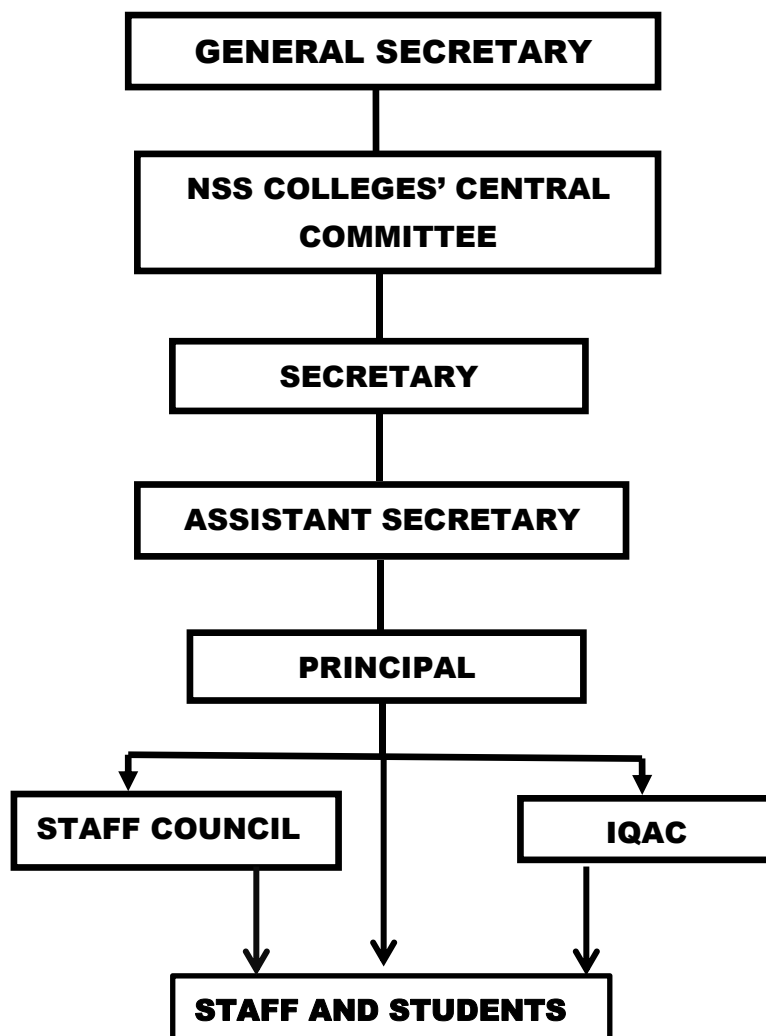 GENERAL SECRETARY
NSS COLLEGES’ CENTRAL
COMMITTEE
SECRETARY
ASSISTANT SECRETARY
PRINCIPAL
STAFF COUNCIL
IQAC
STAFF AND STUDENTS